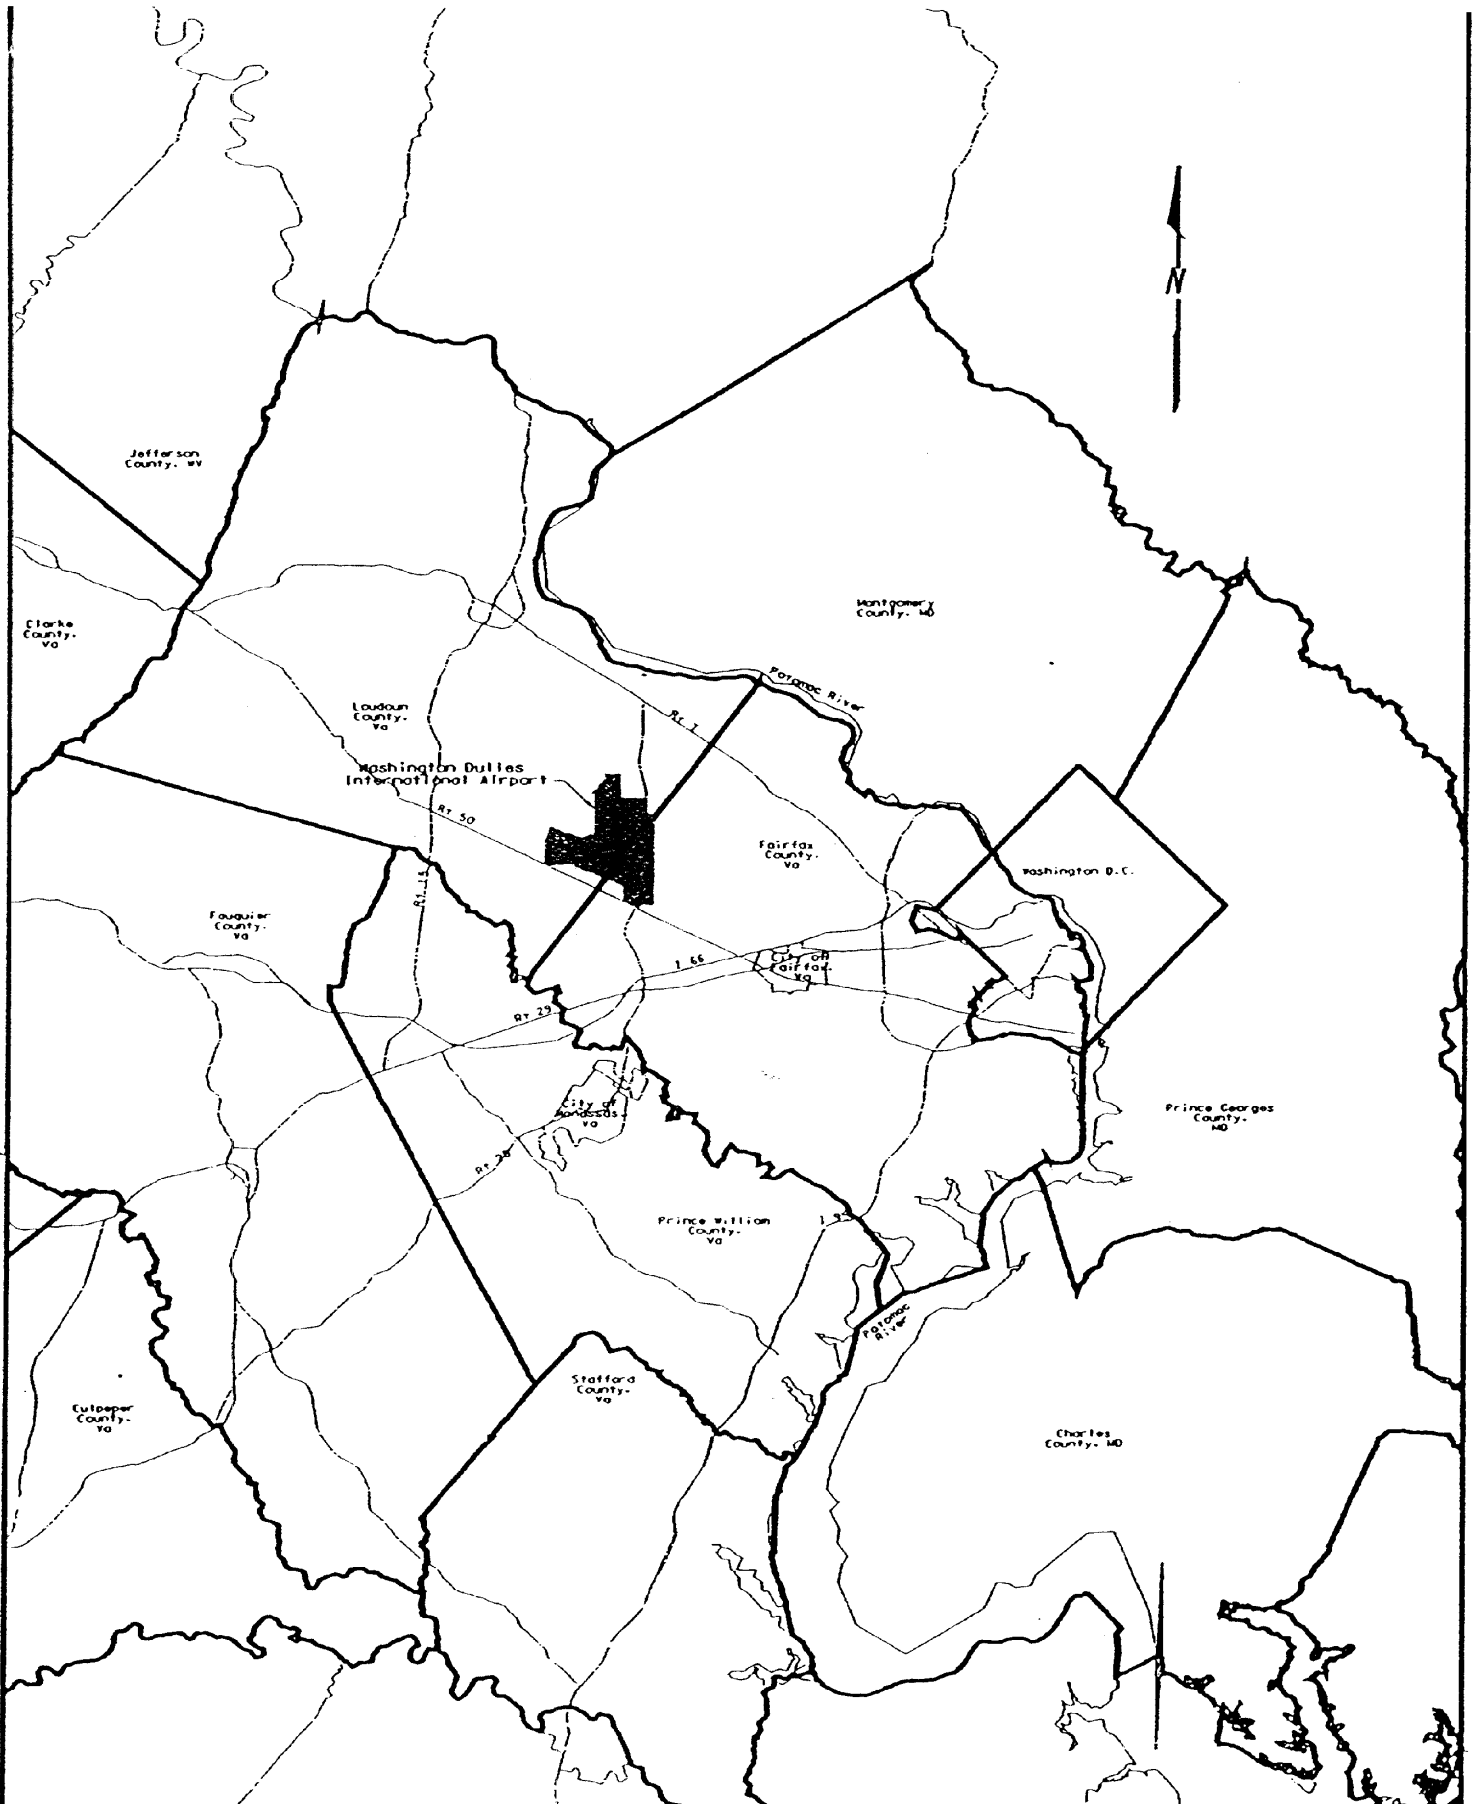 N
Jefferson
County, WV
Montgomery
County, MD
Clarke
County,
Va
Potomac River
Loudoun
County,
Va
Rt 7
Washington Dulles
International Airport
Rt 50
Fairfax
County,
Va
Washington D.C.
Rt 15
Fauquier
County,
Va
I 66
City of
Fairfax,
Va
Rt 29
City of
Manassas,
Va
Prince Georges
County,
MD
Rt 28
Prince William
County,
Va
I 95
Potomac
River
Stafford
County,
Va
Culpeper
County,
Va
Charles
County, MD